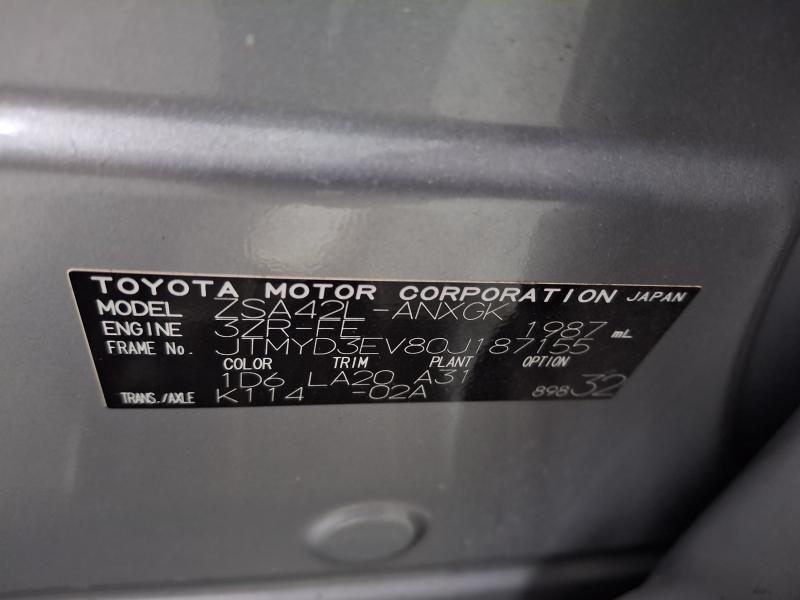 TOYOTA MOTOR CORPORATION JAPAN
MODEL ZSA42L-ANXGK
ENGINE 3ZR-FE 1987 mL
FRAME No. JTMYD3EV80J187155
COLOR TRIM PLANT OPTION
1D6 LA20 A31
TRANS./AXLE K114 -02A 898 32